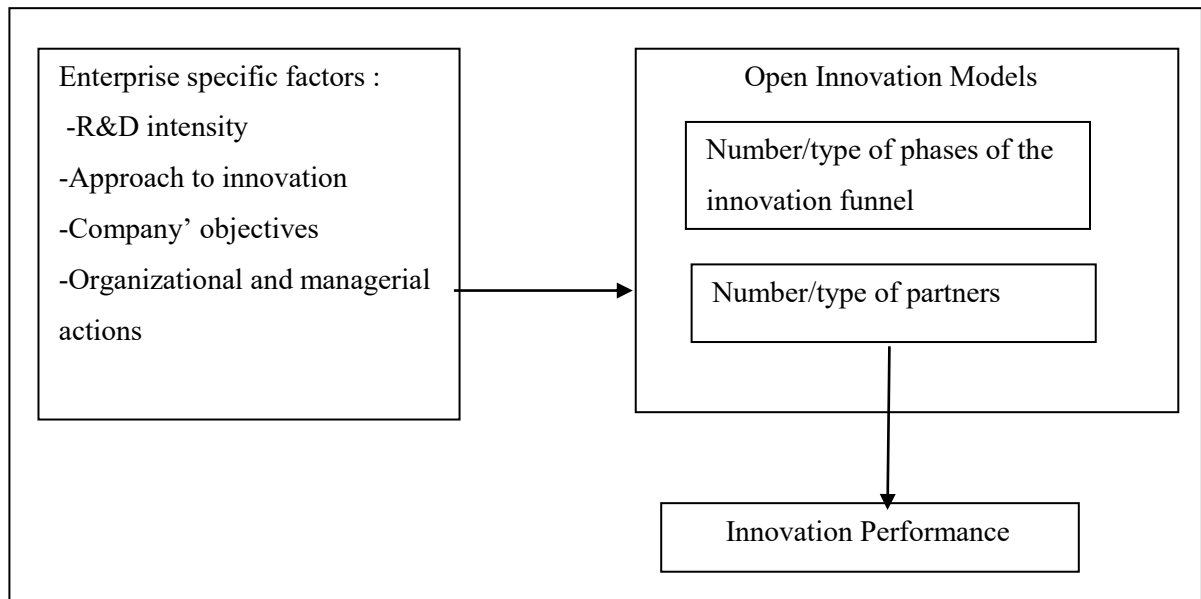 Enterprise specific factors :
-R&D intensity
-Approach to innovation
-Company’ objectives
-Organizational and managerial
actions
Open Innovation Models
Number/type of phases of the
innovation funnel
Number/type of partners
Innovation Performance